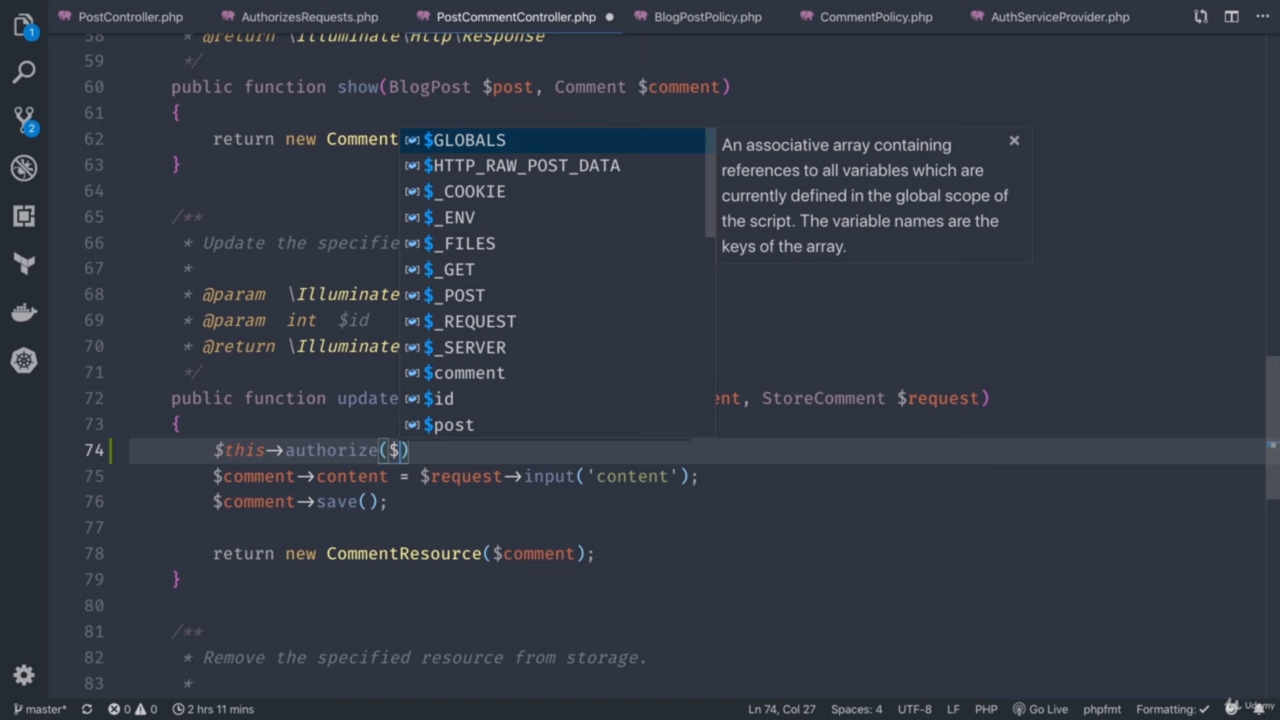 PostController.php AuthorizesRequests.php PostCommentController.php BlogPostPolicy.php CommentPolicy.php AuthServiceProvider.php
1
58 * @return \Illuminate\Http\Response
59 */
60 public function show(BlogPost $post, Comment $comment)
61 {
62 return new Comment
63 }
64
65 /**
66 * Update the specifie
67 *
68 * @param \Illuminate
69 * @param int $id
70 * @return \Illuminate
71 */
72 public function update ent, StoreComment $request)
73 {
74 $this->authorize($)
75 $comment->content = $request->input('content');
76 $comment->save();
77
78 return new CommentResource($comment);
79 }
80
81 /**
82 * Remove the specified resource from storage.
83 *
2
$GLOBALS
$HTTP_RAW_POST_DATA
$_COOKIE
$_ENV
$_FILES
$_GET
$_POST
$_REQUEST
$_SERVER
$comment
$id
$post
An associative array containing
references to all variables which are
currently defined in the global scope of
the script. The variable names are the
keys of the array.
master* 0 0 2 hrs 11 mins Ln 74, Col 27 Spaces: 4 UTF-8 LF PHP Go Live phpfmt Formatting: ✓
Udemy